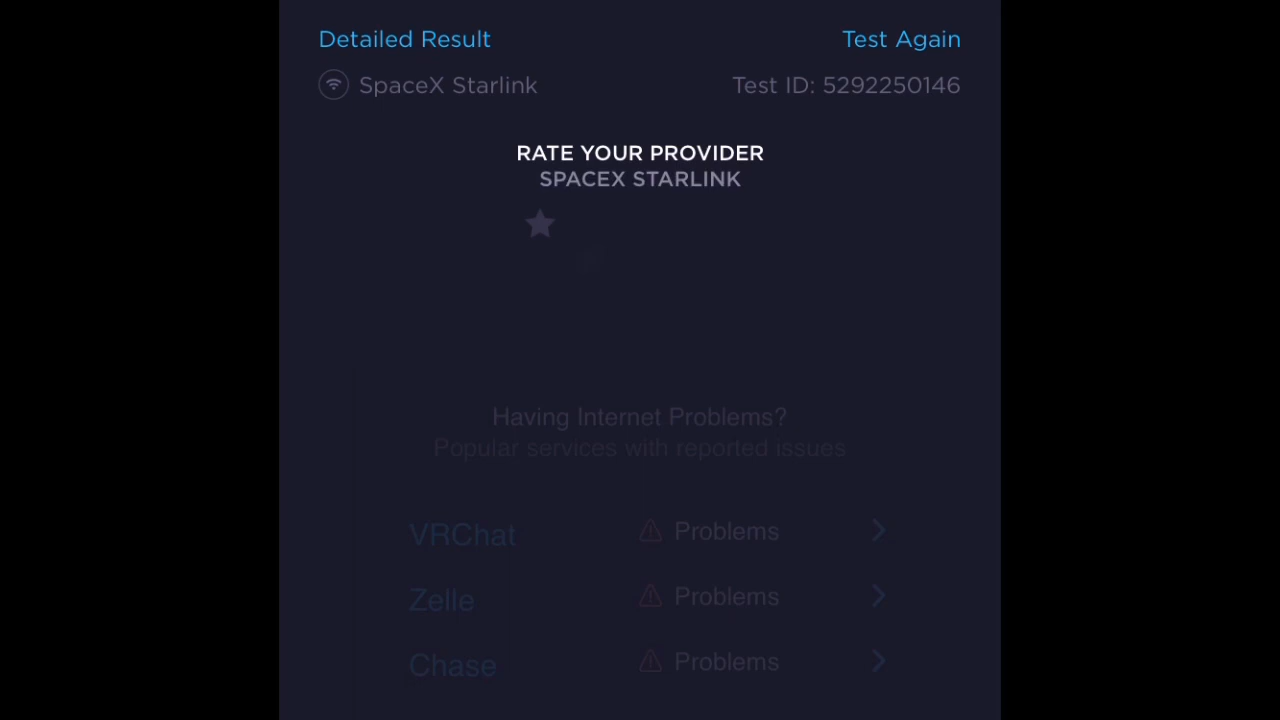 Detailed Result
Test Again
SpaceX Starlink
Test ID: 5292250146
RATE YOUR PROVIDER
SPACEX STARLINK
Having Internet Problems?
Popular services with reported issues
VRChat
Problems
Zelle
Problems
Chase
Problems